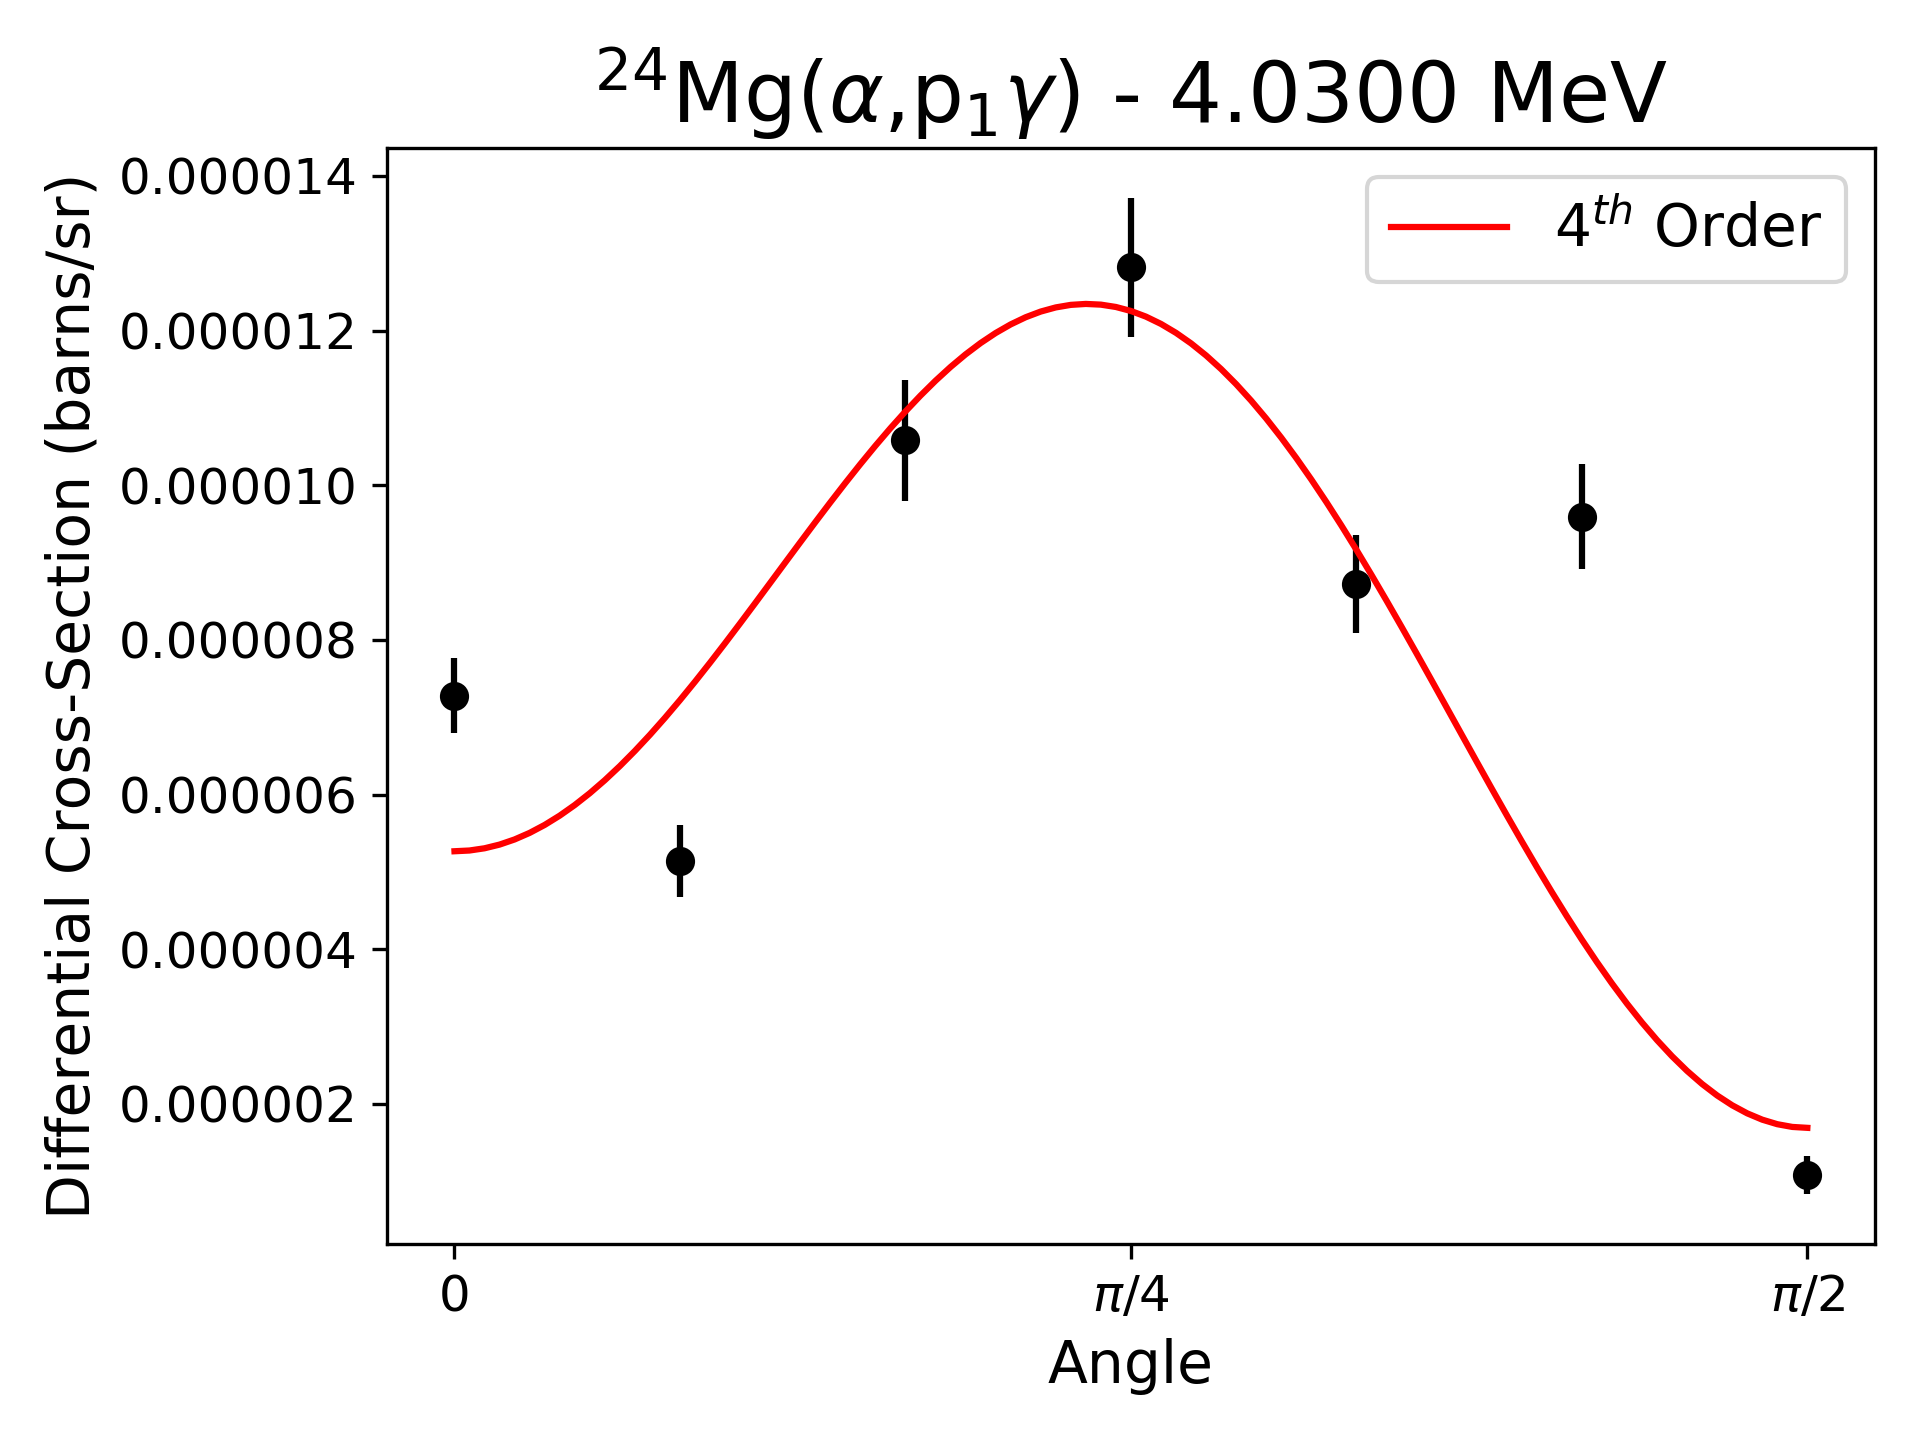 ²⁴Mg(α,p₁γ) - 4.0300 MeV
4ᵗʰ Order
Differential Cross-Section (barns/sr)
0.000014
0.000012
0.000010
0.000008
0.000006
0.000004
0.000002
0
π/4
π/2
Angle